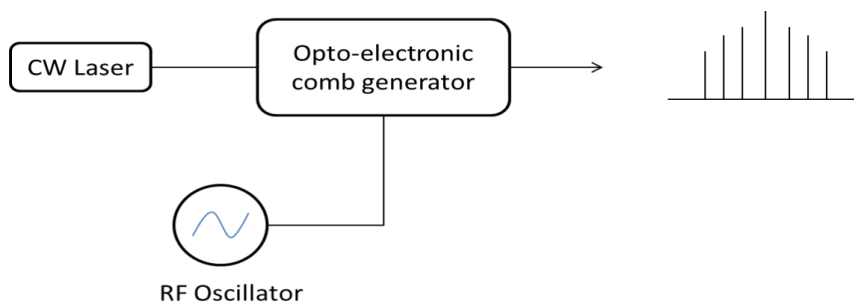 CW Laser
Opto-electronic
comb generator
RF Oscillator